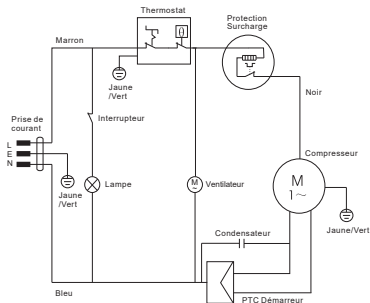 Thermostat
Protection
Surcharge
Marron
Jaune
/Vert
Noir
Prise de
courant
Interrupteur
L
E
N
Compresseur
M
1~
Lampe
M
~
Ventilateur
Jaune
/Vert
Jaune/Vert
Condensateur
Bleu
PTC Démarreur